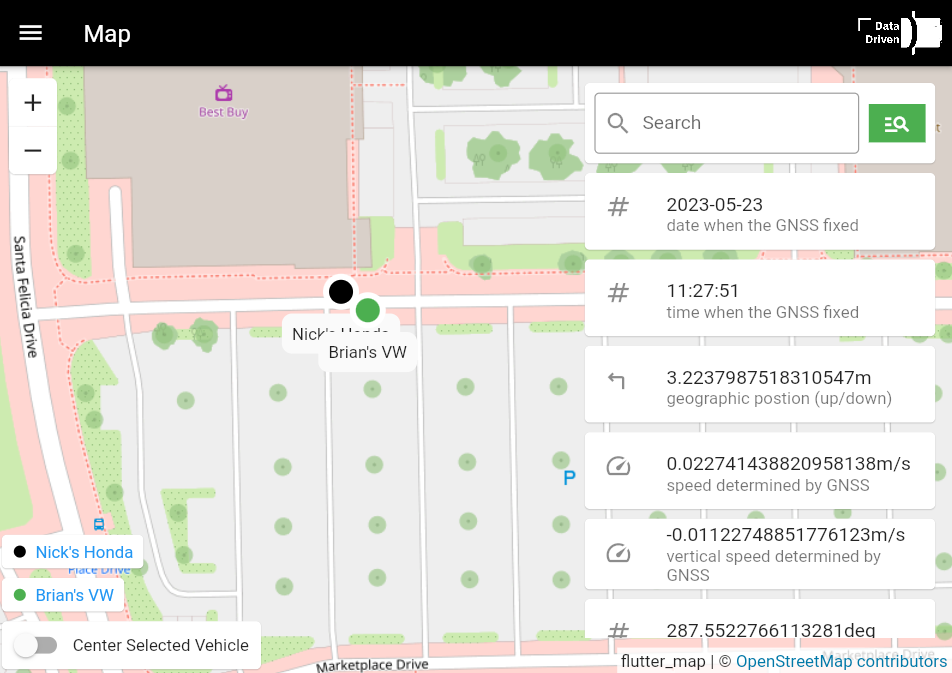 Map
Data
Driven
Best Buy
Santa Felicia Drive
Nick's Honda
Brian's VW
P
Nick's Honda
Place Drive
Brian's VW
Center Selected Vehicle
Marketplace Drive
Search
2023-05-23
date when the GNSS fixed
11:27:51
time when the GNSS fixed
3.2237987518310547m
geographic postion (up/down)
0.022741438820958138m/s
speed determined by GNSS
-0.01122748851776123m/s
vertical speed determined by
GNSS
287.5522766113281deg
Marketplace Drive
flutter_map | © OpenStreetMap contributors